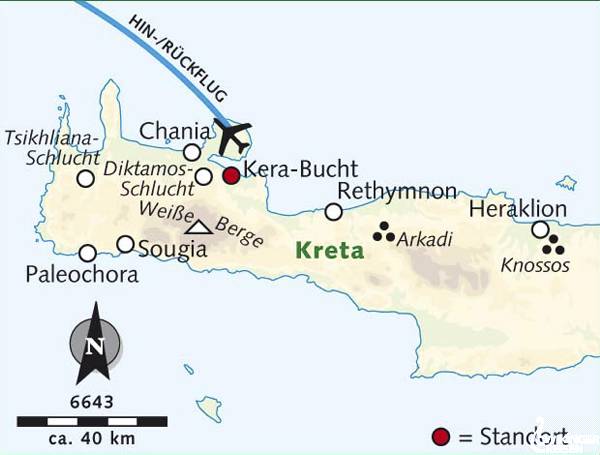 HIN-/RÜCKFLUG
Chania
Tsikhliana-
Schlucht
Diktamos-
Schlucht
Kera-Bucht
Weiße Berge
Rethymnon
Heraklion
Kreta
Arkadi
Knossos
Sougia
Paleochora
N
6643
ca. 40 km
= Standort